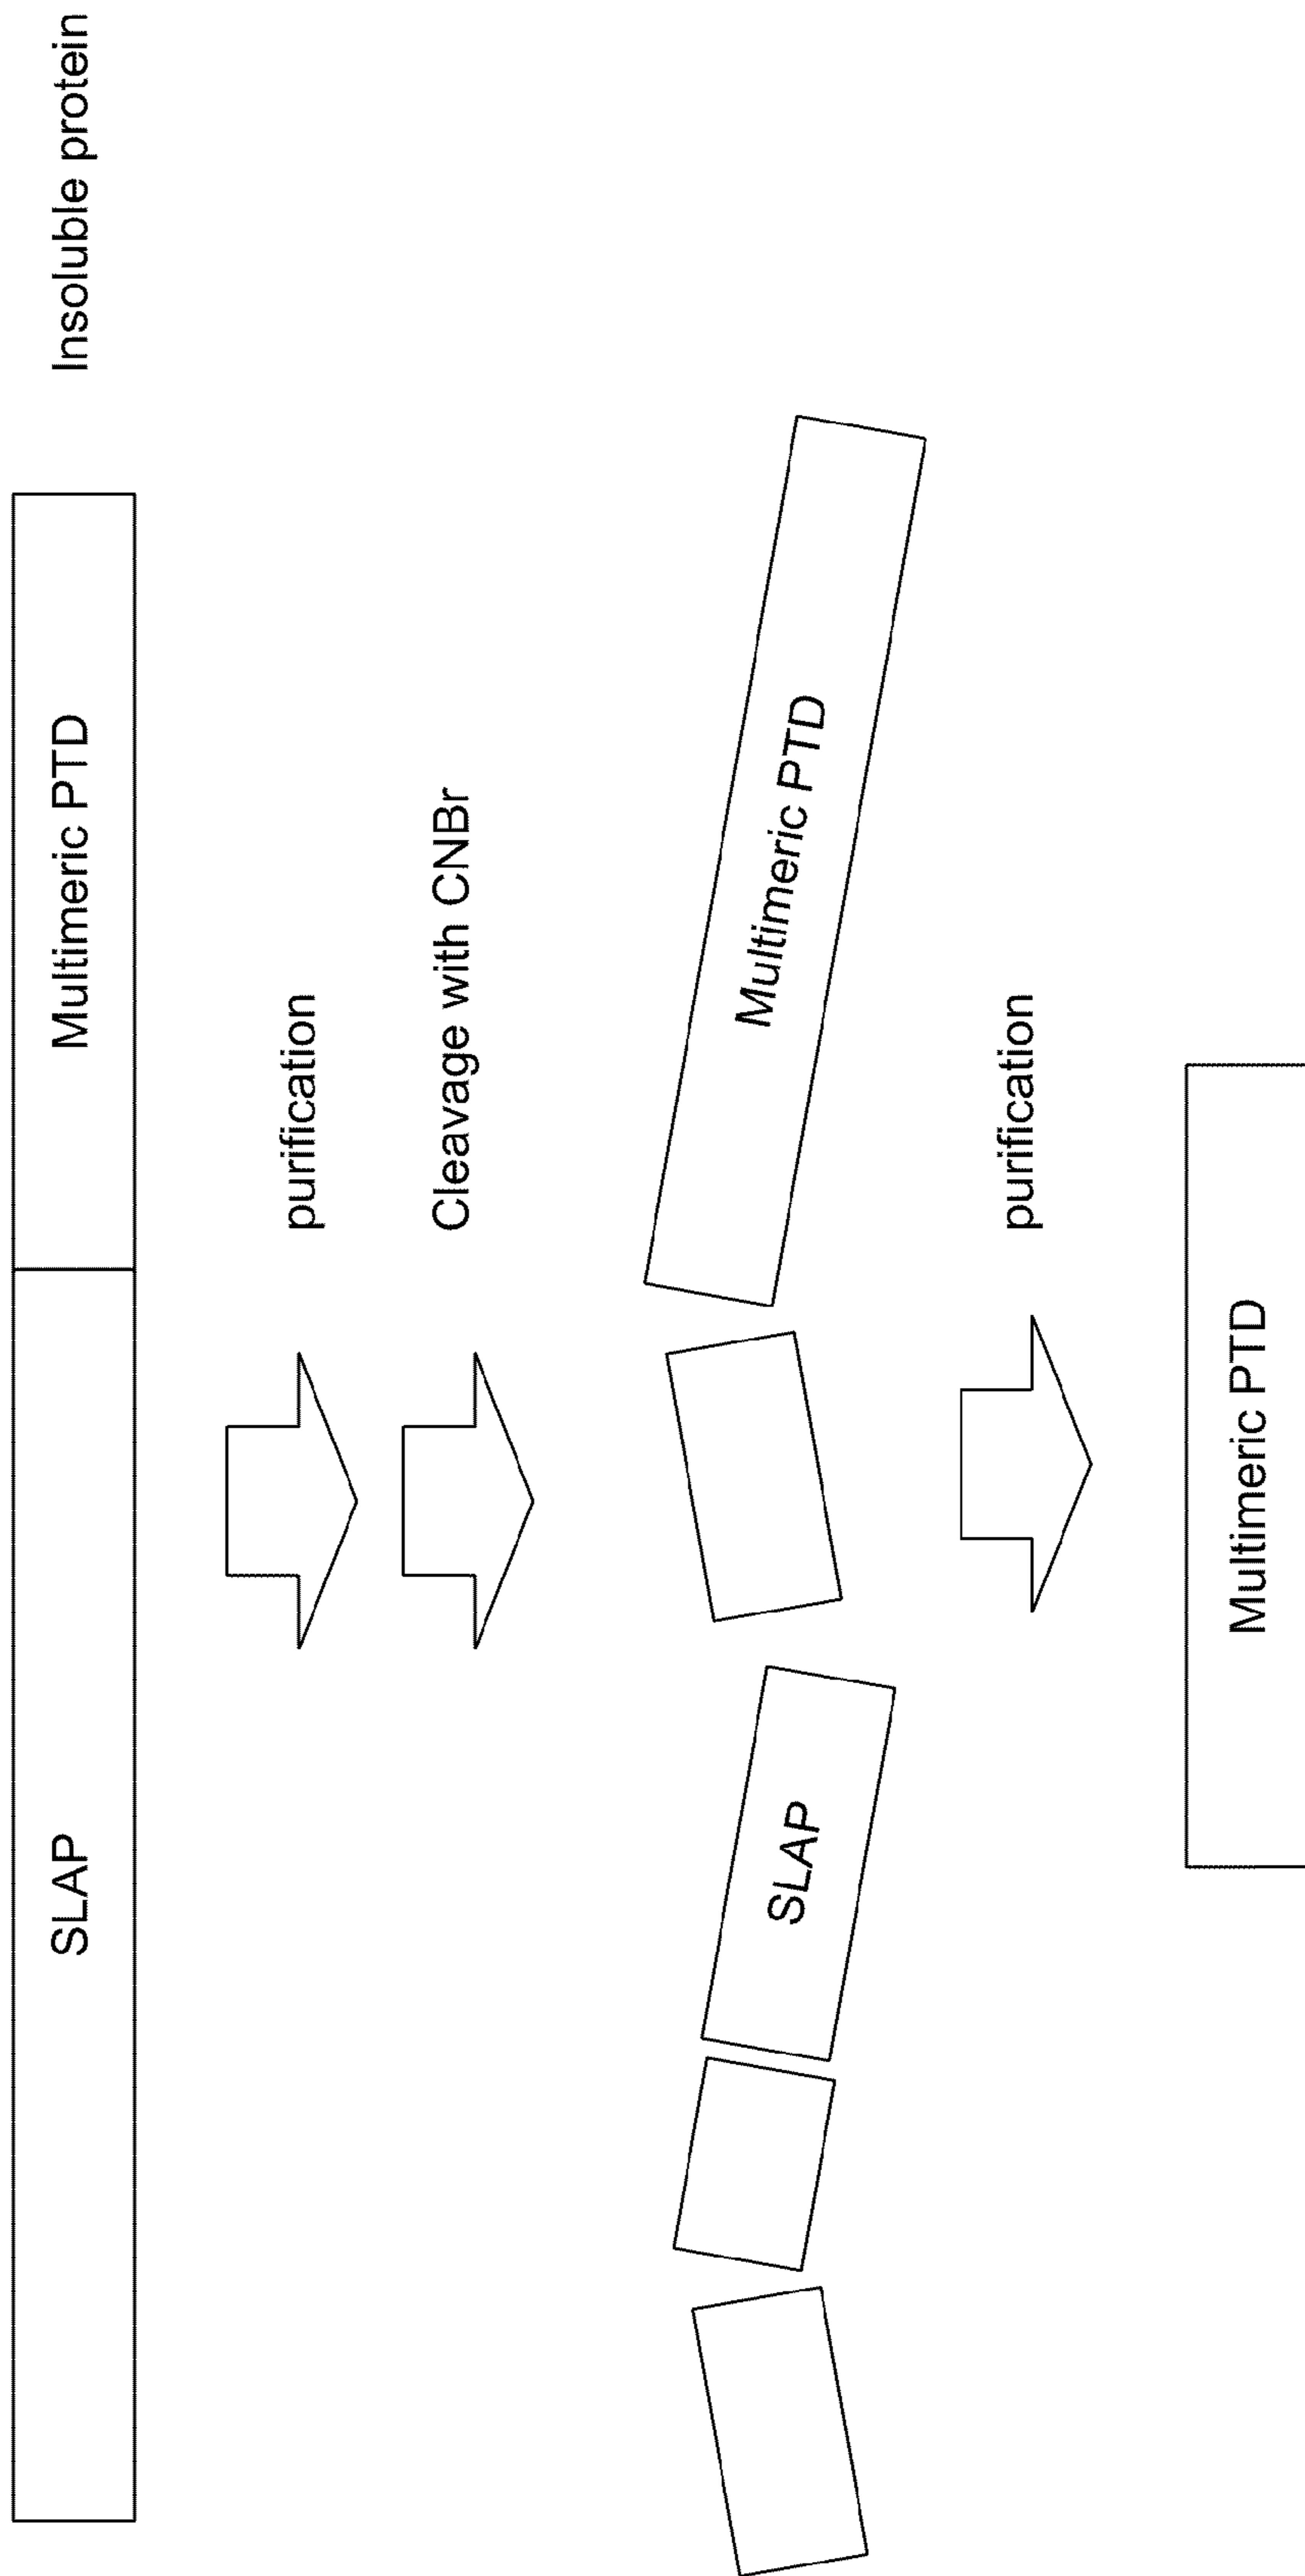 SLAP
Multimeric PTD
Insoluble protein
purification
Cleavage with CNBr
SLAP
Multimeric PTD
purification
Multimeric PTD